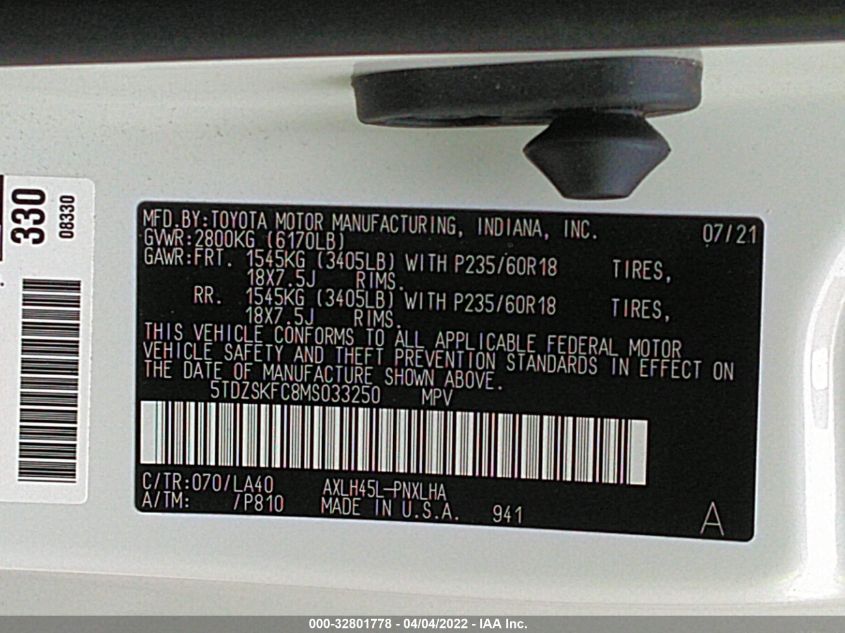 330
08330
MFD.BY:TOYOTA MOTOR MANUFACTURING, INDIANA, INC. 07/21
GVWR:2800KG (6170LB)
GAWR:FRT. 1545KG (3405LB) WITH P235/60R18 TIRES,
18X7.5J RIMS.
RR. 1545KG (3405LB) WITH P235/60R18 TIRES,
18X7.5J RIMS.
THIS VEHICLE CONFORMS TO ALL APPLICABLE FEDERAL MOTOR
VEHICLE SAFETY AND THEFT PREVENTION STANDARDS IN EFFECT ON
THE DATE OF MANUFACTURE SHOWN ABOVE.
5TDZSKFC8MS033250 MPV
C/TR:070/LA40 AXLH45L-PNXLHA
A/TM: /P810 MADE IN U.S.A. 941 A
000-32801778 - 04/04/2022 - IAA Inc.